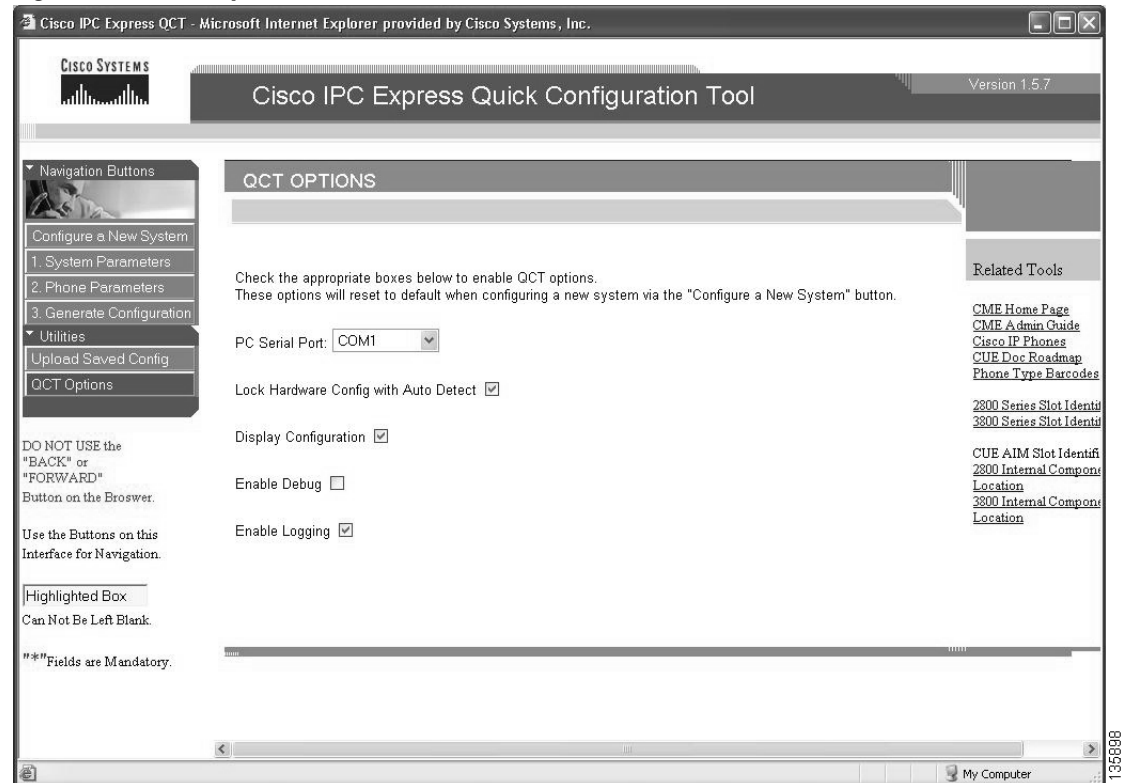 Cisco IPC Express QCT - Microsoft Internet Explorer provided by Cisco Systems, Inc.
CISCO SYSTEMS
Cisco IPC Express Quick Configuration Tool
Version 1.5.7
Navigation Buttons
Configure a New System
1. System Parameters
2. Phone Parameters
3. Generate Configuration
Utilities
Upload Saved Config
QCT Options
DO NOT USE the
"BACK" or
"FORWARD"
Button on the Broswer.
Use the Buttons on this
Interface for Navigation.
Highlighted Box
Can Not Be Left Blank.
"*"Fields are Mandatory.
QCT OPTIONS
Check the appropriate boxes below to enable QCT options.
These options will reset to default when configuring a new system via the "Configure a New System" button.
PC Serial Port: COM1
Lock Hardware Config with Auto Detect
Display Configuration
Enable Debug
Enable Logging
Related Tools
CME Home Page
CME Admin Guide
Cisco IP Phones
CUE Doc Roadmap
Phone Type Barcodes
2800 Series Slot Identif
3800 Series Slot Identif
CUE AIM Slot Identifi
2800 Internal Compone
Location
3800 Internal Compone
Location
My Computer
135898